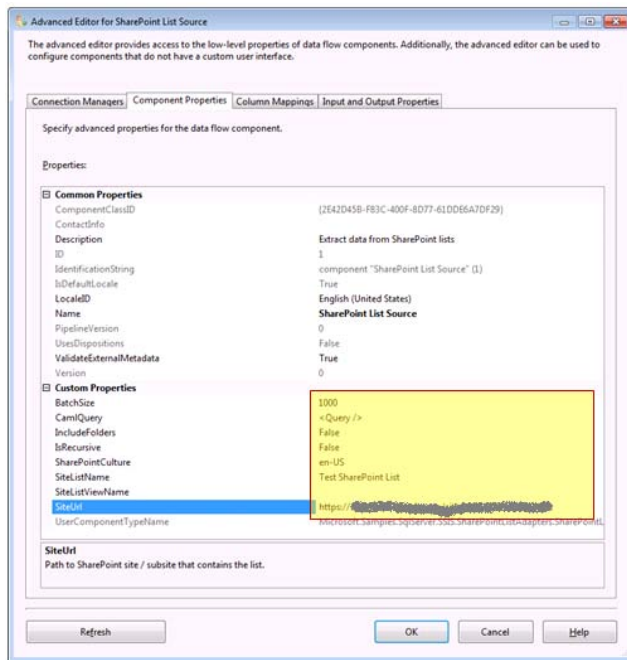 Advanced Editor for SharePoint List Source
The advanced editor provides access to the low-level properties of data flow components. Additionally, the advanced editor can be used to
configure components that do not have a custom user interface.
Connection Managers Component Properties Column Mappings Input and Output Properties
Specify advanced properties for the data flow component.
Properties:
Common Properties
ComponentClassID {2E42D45B-F83C-400F-8D77-61DDE6A7DF29}
ContactInfo
Description Extract data from SharePoint lists
ID 1
IdentificationString component "SharePoint List Source" (1)
IsDefaultLocale True
LocaleID English (United States)
Name SharePoint List Source
PipelineVersion 0
UsesDispositions False
ValidateExternalMetadata True
Version 0
Custom Properties
BatchSize 1000
CamlQuery <Query />
IncludeFolders False
IsRecursive False
SharePointCulture en-US
SiteListName Test SharePoint List
SiteListViewName
SiteUrl https://
UserComponentTypeName Microsoft.Samples.SqlServer.SSIS.SharePointListAdapters.SharePointL
SiteUrl
Path to SharePoint site / subsite that contains the list.
Refresh OK Cancel Help